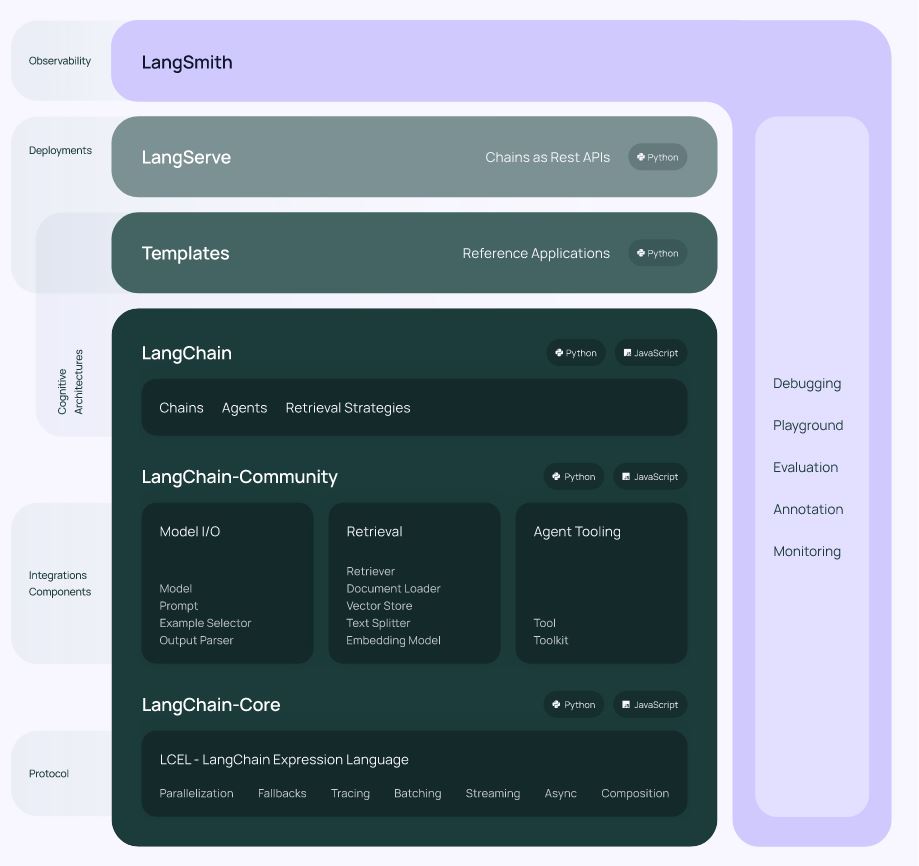 Observability
LangSmith
Deployments
LangServe
Chains as Rest APIs
Python
Templates
Reference Applications
Python
Cognitive
Architectures
LangChain
Python
JavaScript
Chains
Agents
Retrieval Strategies
LangChain-Community
Python
JavaScript
Integrations
Components
Model I/O
Model
Prompt
Example Selector
Output Parser
Retrieval
Retriever
Document Loader
Vector Store
Text Splitter
Embedding Model
Agent Tooling
Tool
Toolkit
LangChain-Core
Python
JavaScript
Protocol
LCEL - LangChain Expression Language
Parallelization
Fallbacks
Tracing
Batching
Streaming
Async
Composition
Debugging
Playground
Evaluation
Annotation
Monitoring